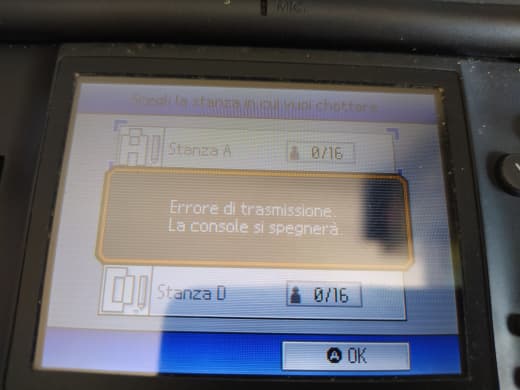 Mic.
Scegli la stanza in cui vuoi chattare.
Stanza A
0/16
Errore di trasmissione.
La console si spegnerà.
Stanza D
0/16
A OK